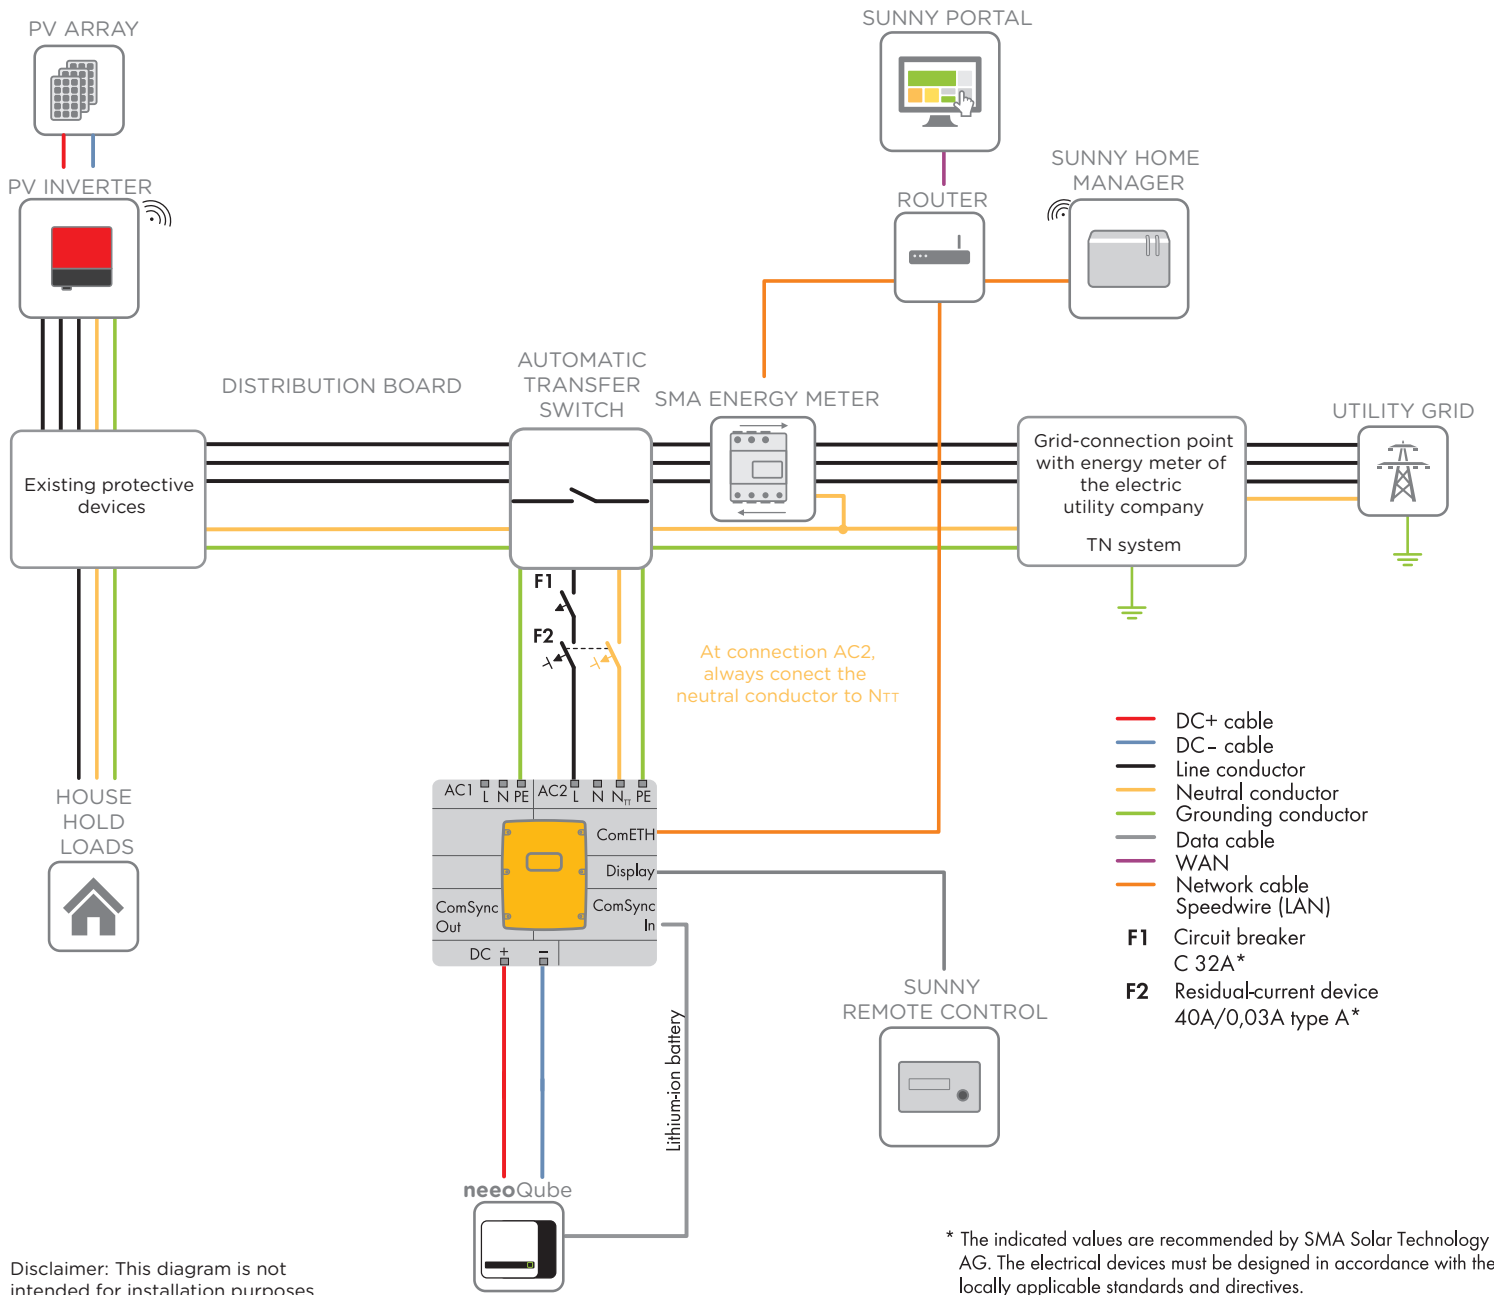 PV ARRAY
SUNNY PORTAL
PV INVERTER
ROUTER
SUNNY HOME
MANAGER
DISTRIBUTION BOARD
AUTOMATIC
TRANSFER
SWITCH
SMA ENERGY METER
UTILITY GRID
Existing protective
devices
Grid-connection point
with energy meter of
the electric
utility company
TN system
F1
F2
At connection AC2,
always conect the
neutral conductor to NTT
HOUSE
HOLD
LOADS
AC1 L N PE AC2 L N NTT PE
ComETH
Display
ComSync
Out
ComSync
In
DC + −
Lithium-ion battery
SUNNY
REMOTE CONTROL
neeoQube
DC+ cable
DC− cable
Line conductor
Neutral conductor
Grounding conductor
Data cable
WAN
Network cable
Speedwire (LAN)
F1 Circuit breaker
C 32A*
F2 Residual-current device
40A/0,03A type A*
Disclaimer: This diagram is not
intended for installation purposes
* The indicated values are recommended by SMA Solar Technology
AG. The electrical devices must be designed in accordance with the
locally applicable standards and directives.